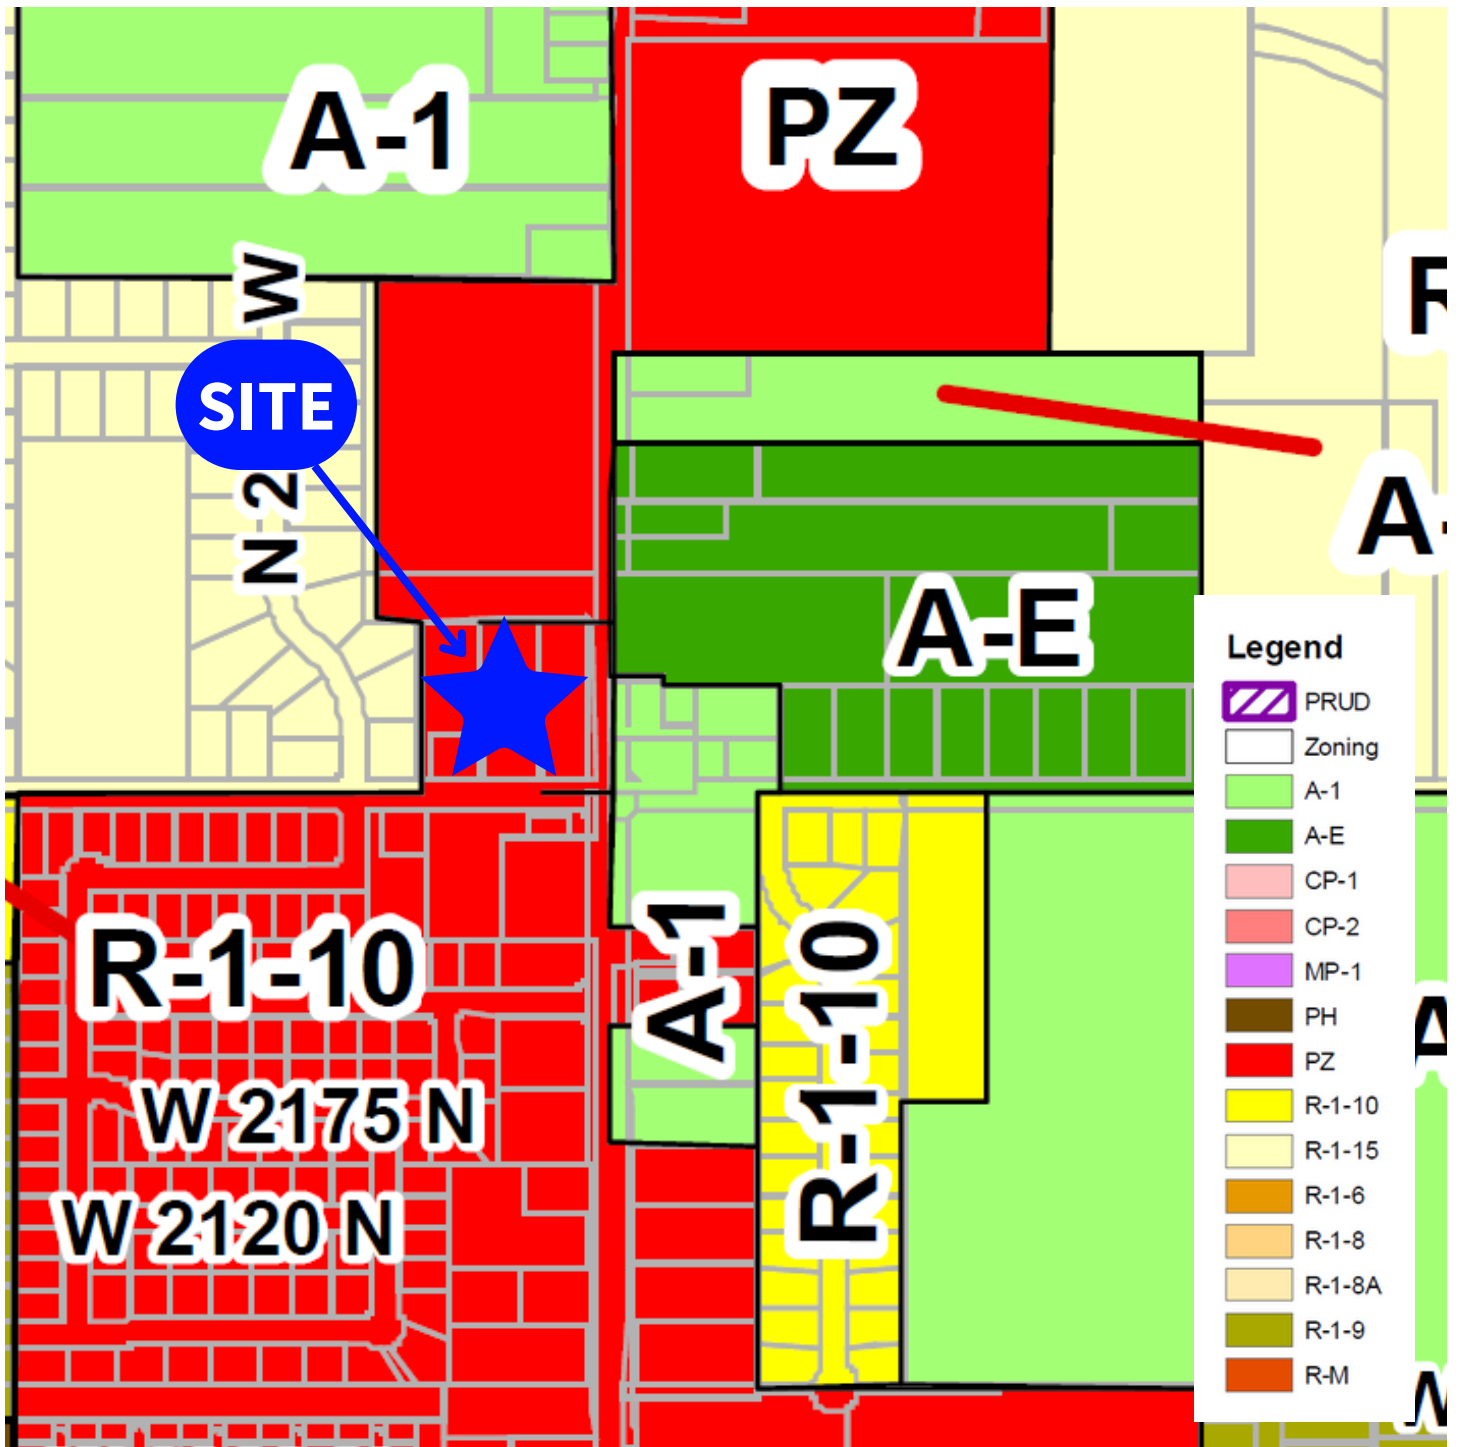 A-1
PZ
N 2 W
SITE
R
A-
A-E
Legend
PRUD
Zoning
A-1
A-E
CP-1
CP-2
MP-1
PH
PZ
R-1-10
R-1-15
R-1-6
R-1-8
R-1-8A
R-1-9
R-M
R-1-10
A-1
R-1-10
A
W 2175 N
W 2120 N
W